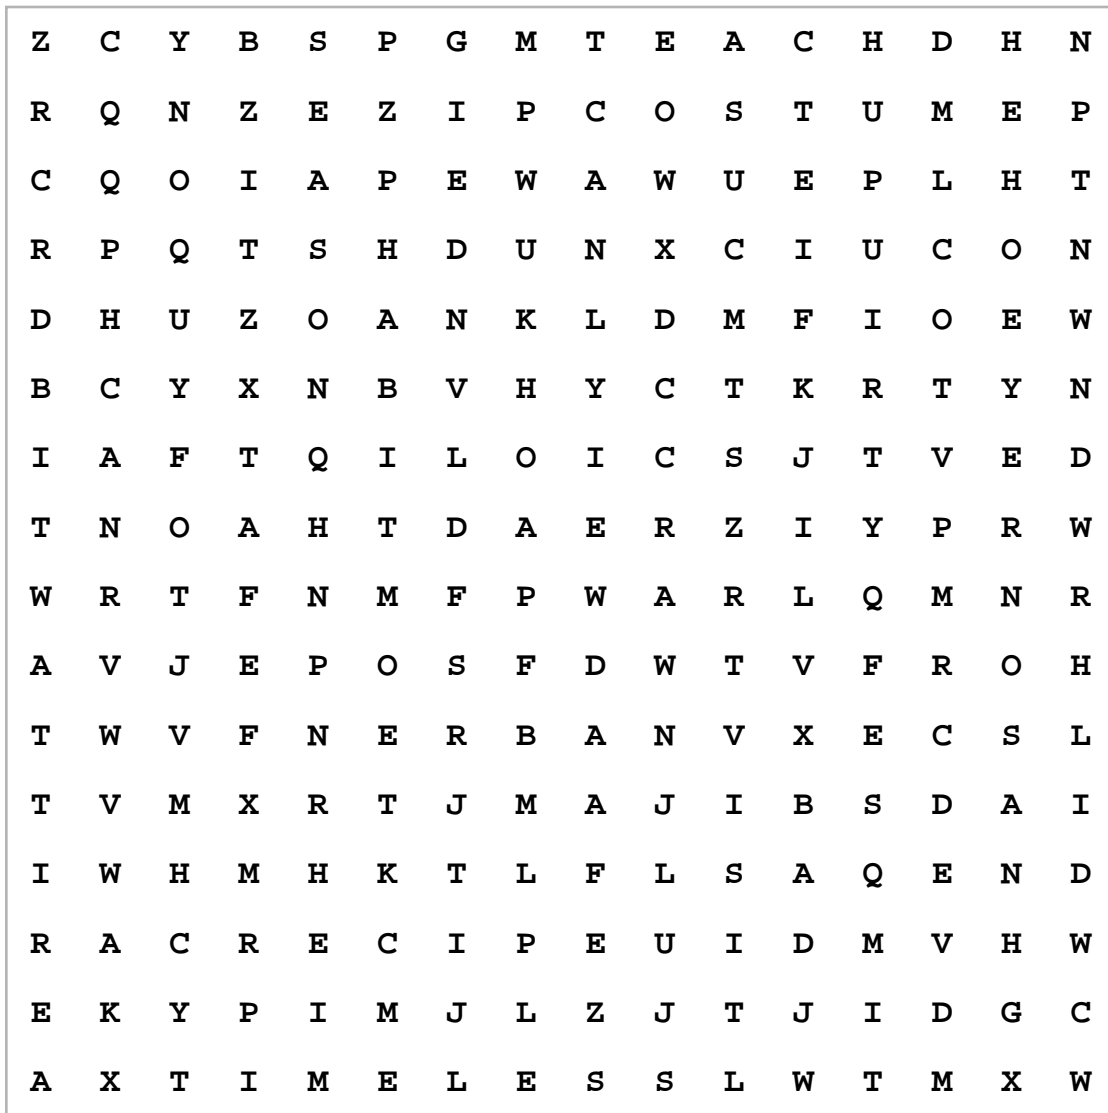 Z C Y B S P G M T E A C H D H N
R Q N Z E Z I P C O S T U M E P
C Q O I A P E W A W U E P L H T
R P Q T S H D U N X C I U C O N
D H U Z O A N K L D M F I O E W
B C Y X N B V H Y C T K R T Y N
I A F T Q I L O I C S J T V E D
T N O A H T D A E R Z I Y P R W
W R T F N M F P W A R L Q M N R
A V J E P O S F D W T V F R O H
T W V F N E R B A N V X E C S L
T V M X R T J M A J I B S D A I
I W H M H K T L F L S A Q E N D
R A C R E C I P E U I D M V H W
E K Y P I M J L Z J T J I D G C
A X T I M E L E S S L W T M X W